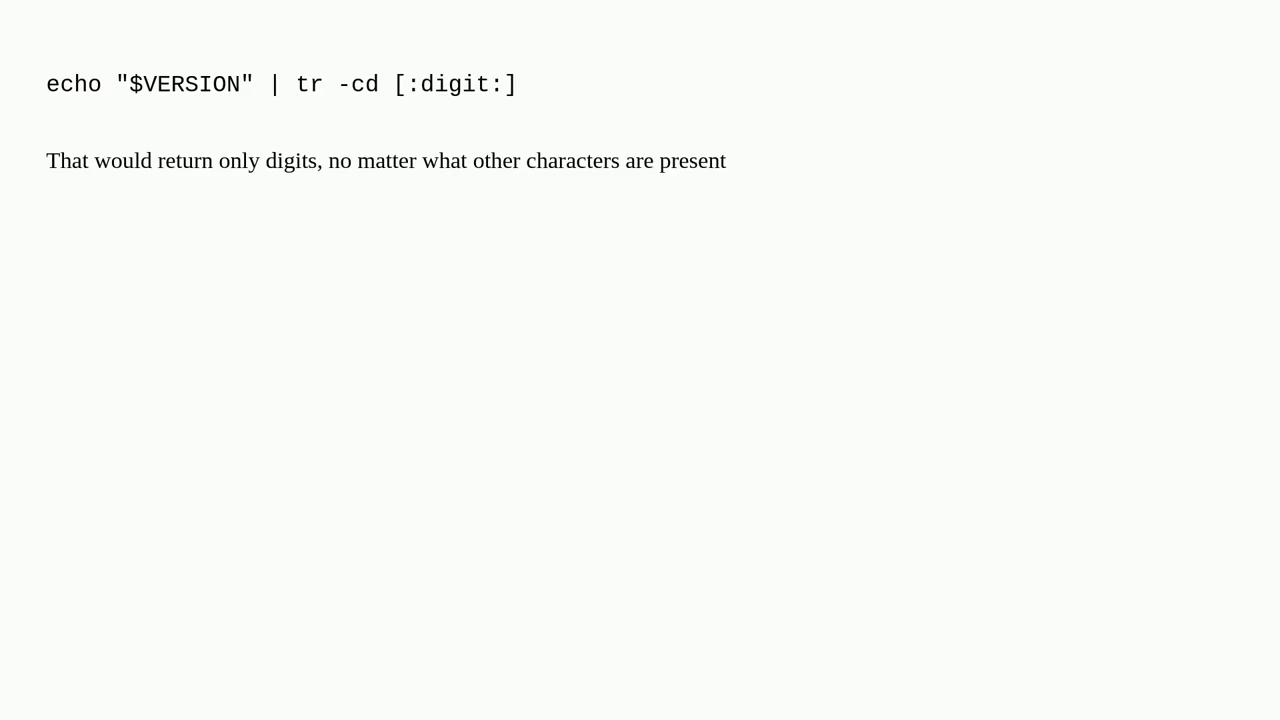 echo "$VERSION" | tr -cd [:digit:]
That would return only digits, no matter what other characters are present